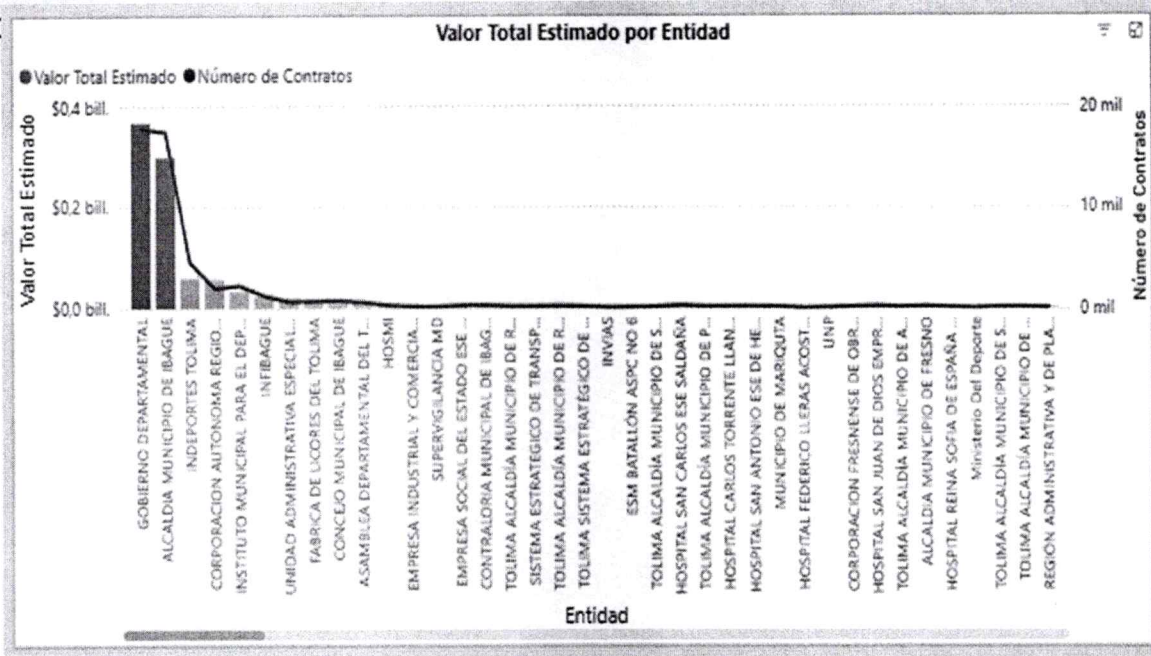 Valor Total Estimado por Entidad
Valor Total Estimado Número de Contratos
$0,4 bill.
$0,2 bill.
$0,0 bill.
Valor Total Estimado
20 mil
10 mil
0 mil
Número de Contratos
GOBIERNO DEPARTAMENTAL
ALCALDIA MUNICIPIO DE IBAGUE
INDEPORTES TOLIMA
CORPORACION AUTONOMA REGIO...
INSTITUTO MUNICIPAL PARA EL DEP...
INFIBAGUE
UNIDAD ADMINISTRATIVA ESPECIAL...
FABRICA DE LICORES DEL TOLIMA
CONCEJO MUNICIPAL DE IBAGUE
ASAMBLEA DEPARTAMENTAL DEL T...
HOSMI
EMPRESA INDUSTRIAL Y COMERCIA...
SUPERVIGILANCIA MD
EMPRESA SOCIAL DEL ESTADO ESE ...
CONTRALORIA MUNICIPAL DE IBAG...
TOLIMA ALCALDÍA MUNICIPIO DE R...
SISTEMA ESTRATEGICO DE TRANSP...
TOLIMA ALCALDÍA MUNICIPIO DE R...
TOLIMA SISTEMA ESTRATÉGICO DE ...
INVIAS
ESM BATALLÓN ASPC NO 6
TOLIMA ALCALDÍA MUNICIPIO DE S...
HOSPITAL SAN CARLOS ESE SALDAÑA
TOLIMA ALCALDÍA MUNICIPIO DE P...
HOSPITAL CARLOS TORRENTE LLAN...
HOSPITAL SAN ANTONIO ESE DE HE...
MUNICIPIO DE MARIQUITA
HOSPITAL FEDERICO LLERAS ACOST...
UNP
CORPORACION FRESNENSE DE OBR...
HOSPITAL SAN JUAN DE DIOS EMPR...
TOLIMA ALCALDÍA MUNICIPIO DE A...
ALCALDIA MUNICIPIO DE FRESNO
HOSPITAL REINA SOFIA DE ESPAÑA ...
Ministerio Del Deporte
TOLIMA ALCALDÍA MUNICIPIO DE S...
TOLIMA ALCALDÍA MUNICIPIO DE ...
REGIÓN ADMINISTRATIVA Y DE PLA...
Entidad